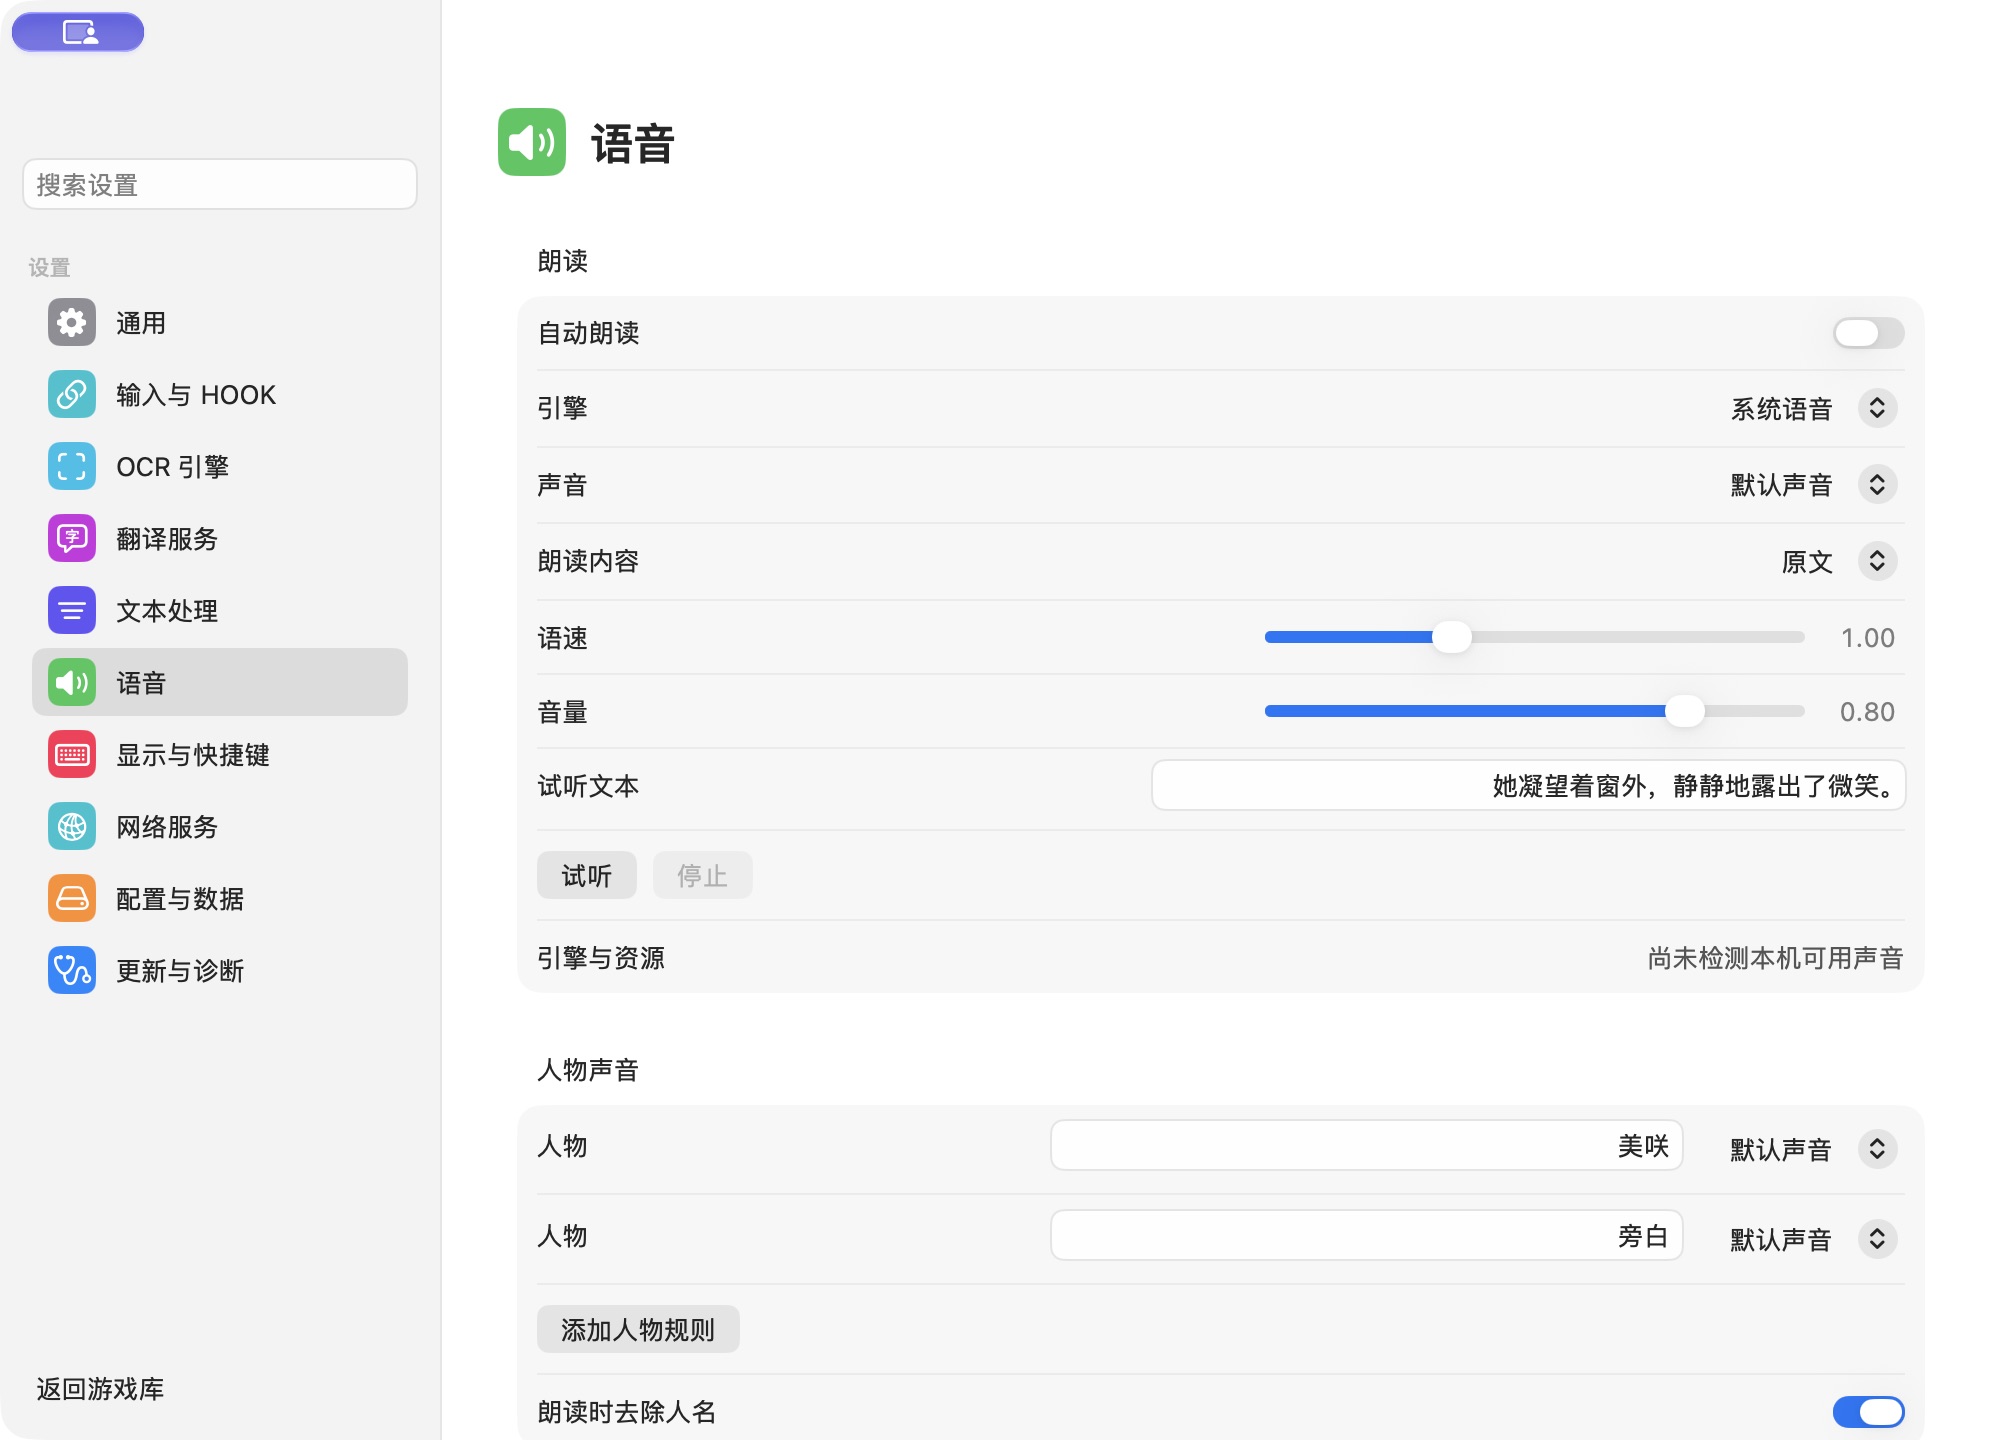 搜索设置
设置
通用
输入与 HOOK
OCR 引擎
字
翻译服务
文本处理
语音
显示与快捷键
网络服务
配置与数据
更新与诊断
返回游戏库
语音
朗读
自动朗读
引擎 系统语音
声音 默认声音
朗读内容 原文
语速 1.00
音量 0.80
试听文本 她凝望着窗外，静静地露出了微笑。
试听 停止
引擎与资源 尚未检测本机可用声音
人物声音
人物 美咲 默认声音
人物 旁白 默认声音
添加人物规则
朗读时去除人名